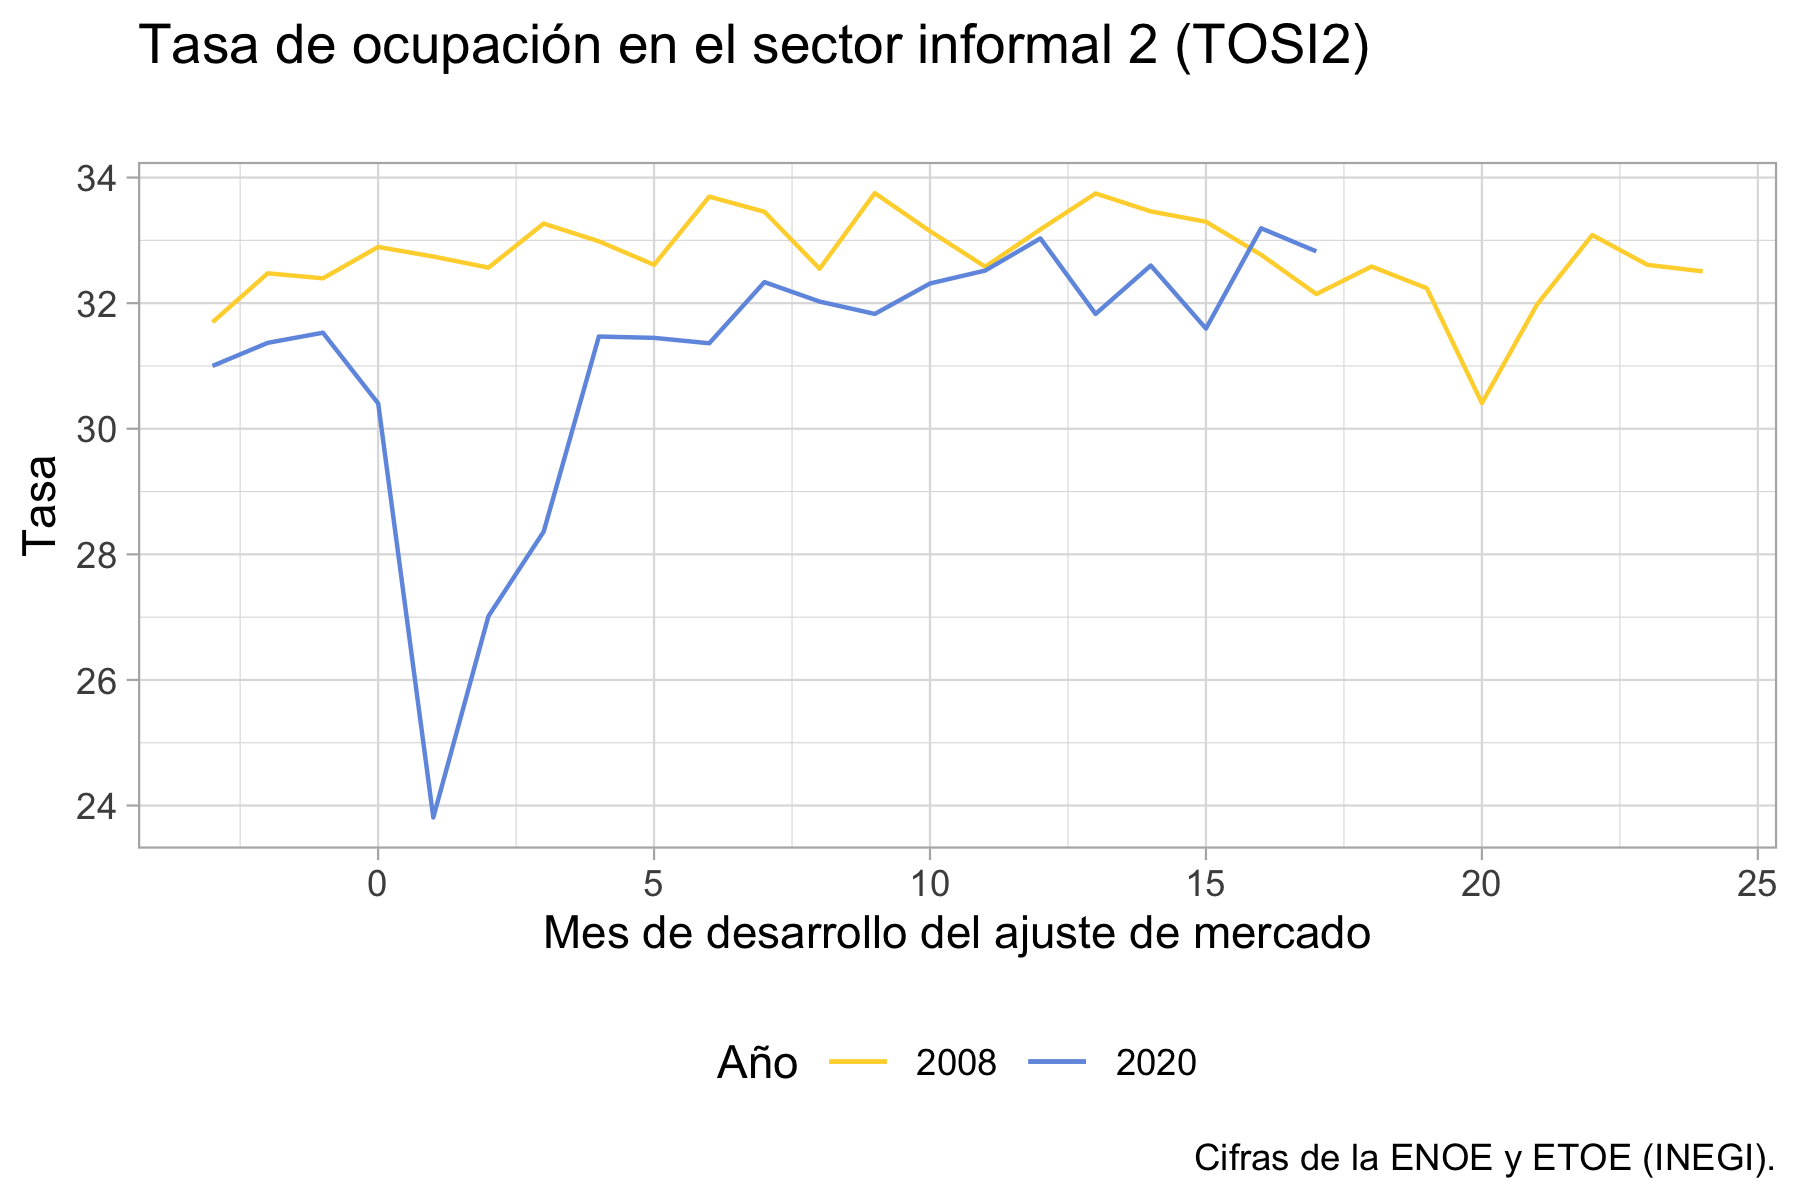 Tasa de ocupación en el sector informal 2 (TOSI2)
34
32
30
28
26
24
Tasa
0 5 10 15 20 25
Mes de desarrollo del ajuste de mercado
Año 2008 2020
Cifras de la ENOE y ETOE (INEGI).